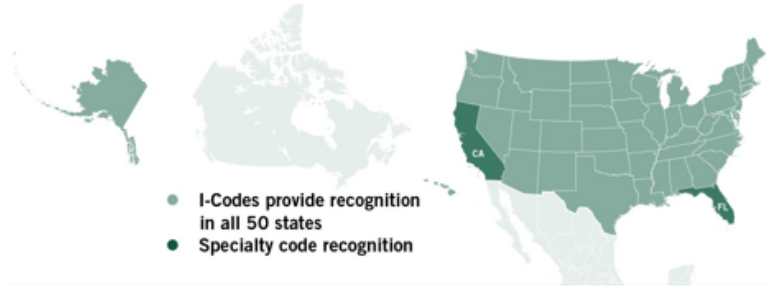 CA
FL
I-Codes provide recognition
in all 50 states
Specialty code recognition